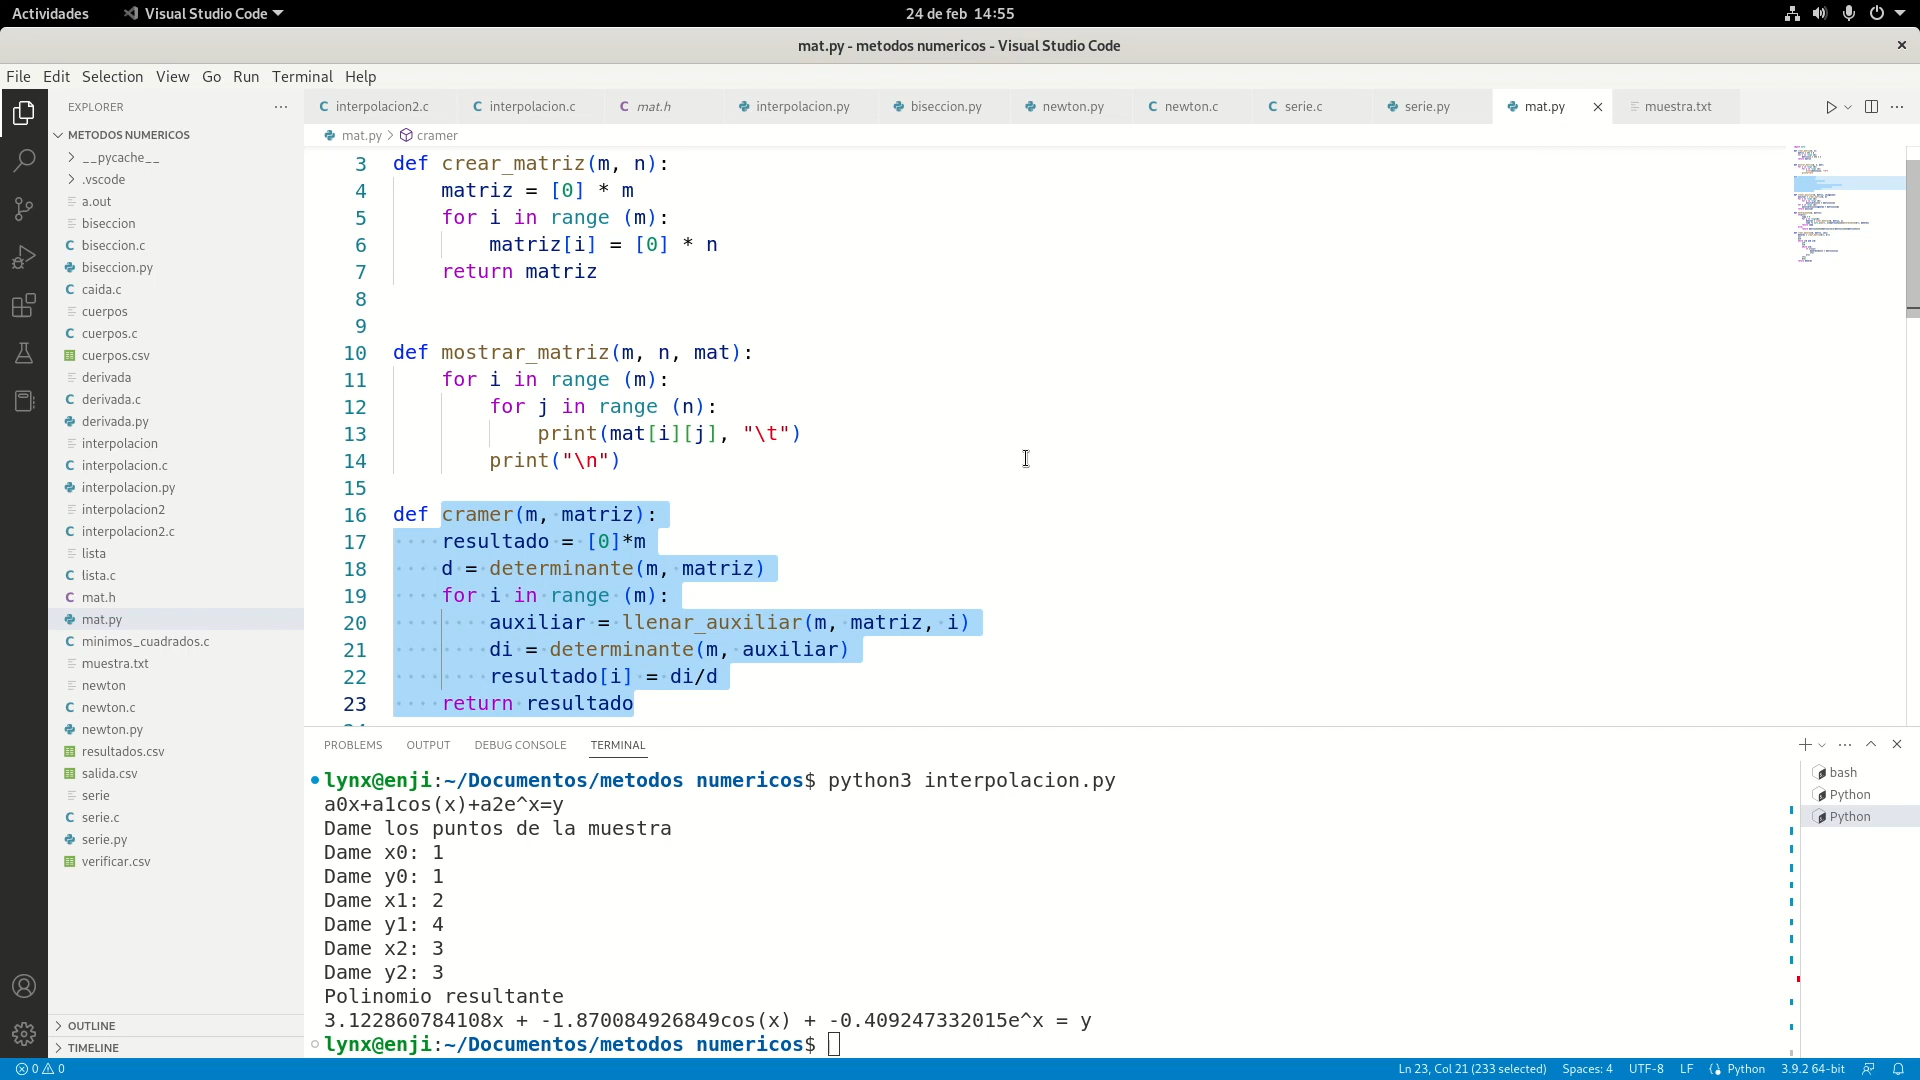 Actividades
Visual Studio Code
24 de feb 14:55
mat.py - metodos numericos - Visual Studio Code
File Edit Selection View Go Run Terminal Help
EXPLORER
METODOS NUMERICOS
__pycache__
.vscode
a.out
biseccion
biseccion.c
biseccion.py
caida.c
cuerpos
cuerpos.c
cuerpos.csv
derivada
derivada.c
derivada.py
interpolacion
interpolacion.c
interpolacion.py
interpolacion2
interpolacion2.c
lista
lista.c
mat.h
mat.py
minimos_cuadrados.c
muestra.txt
newton
newton.c
newton.py
resultados.csv
salida.csv
serie
serie.c
serie.py
verificar.csv
OUTLINE
TIMELINE
interpolacion2.c interpolacion.c mat.h interpolacion.py biseccion.py newton.py newton.c serie.c serie.py mat.py muestra.txt
mat.py > cramer
3 def crear_matriz(m, n):
4 matriz = [0] * m
5 for i in range (m):
6 matriz[i] = [0] * n
7 return matriz
8
9
10 def mostrar_matriz(m, n, mat):
11 for i in range (m):
12 for j in range (n):
13 print(mat[i][j], "\t")
14 print("\n")
15
16 def cramer(m, matriz):
17 resultado = [0]*m
18 d = determinante(m, matriz)
19 for i in range (m):
20 auxiliar = llenar_auxiliar(m, matriz, i)
21 di = determinante(m, auxiliar)
22 resultado[i] = di/d
23 return resultado
PROBLEMS OUTPUT DEBUG CONSOLE TERMINAL
lynx@enji:~/Documentos/metodos numericos$ python3 interpolacion.py
a0x+a1cos(x)+a2e^x=y
Dame los puntos de la muestra
Dame x0: 1
Dame y0: 1
Dame x1: 2
Dame y1: 4
Dame x2: 3
Dame y2: 3
Polinomio resultante
3.122860784108x + -1.870084926849cos(x) + -0.409247332015e^x = y
lynx@enji:~/Documentos/metodos numericos$
bash
Python
Python
0 0
Ln 23, Col 21 (233 selected) Spaces: 4 UTF-8 LF Python 3.9.2 64-bit